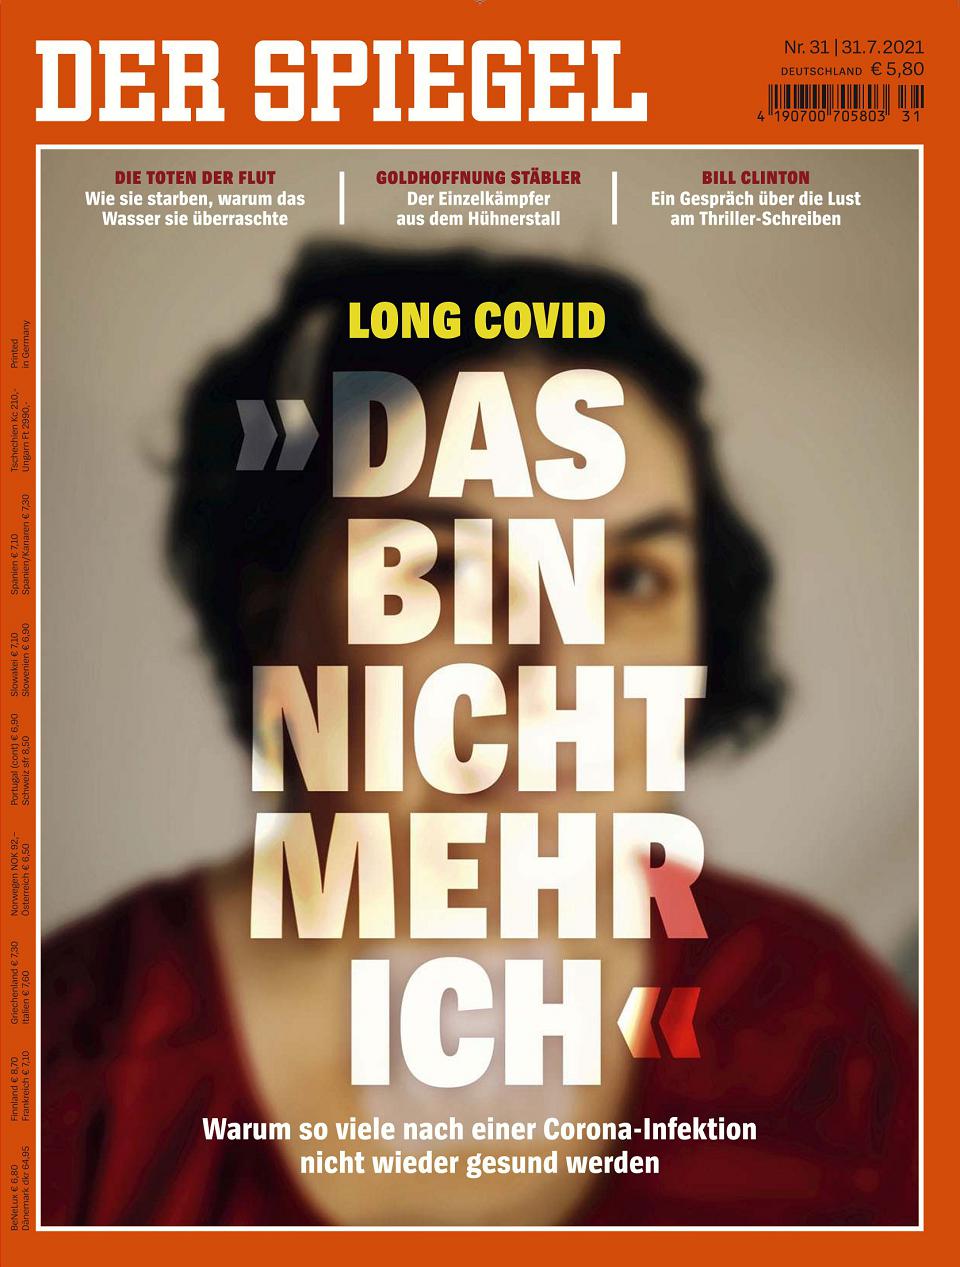 DER SPIEGEL
Nr. 31 | 31.7.2021
DEUTSCHLAND € 5,80
4 190700 705803 31
DIE TOTEN DER FLUT
Wie sie starben, warum das
Wasser sie überraschte
GOLDHOFFNUNG STÄBLER
Der Einzelkämpfer
aus dem Hühnerstall
BILL CLINTON
Ein Gespräch über die Lust
am Thriller-Schreiben
LONG COVID
»DAS
BIN
NICHT
MEHR
ICH«
Warum so viele nach einer Corona-Infektion
nicht wieder gesund werden
BeNeLux € 6,80
Dänemark dkr 64,95
Finnland € 8,70
Frankreich € 7,10
Griechenland € 7,30
Italien € 7,60
Norwegen NOK 92,–
Österreich € 6,50
Portugal (cont) € 6,90
Schweiz sfr 8,50
Slowakei € 7,10
Slowenien € 6,90
Spanien € 7,10
Spanien/Kanaren € 7,30
Tschechien Kc 210,-
Ungarn Ft 2990,-
Printed
in Germany